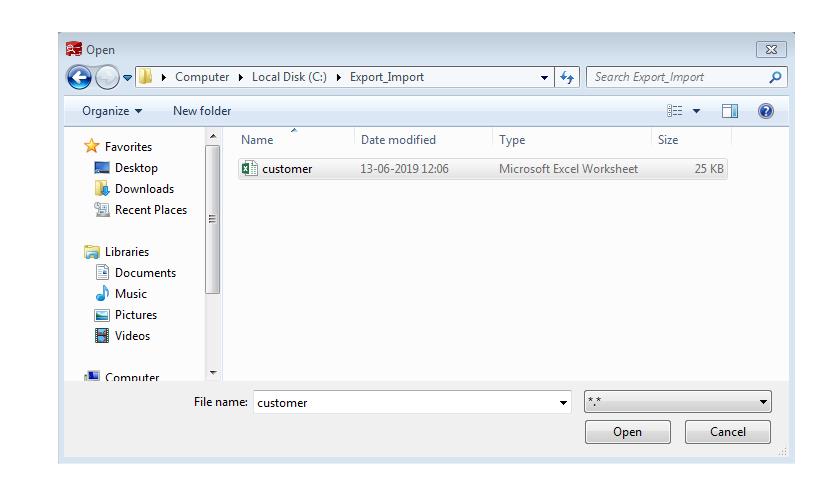 Open
Computer ▸ Local Disk (C:) ▸ Export_Import
Search Export_Import
Organize
New folder
Favorites
Desktop
Downloads
Recent Places
Libraries
Documents
Music
Pictures
Videos
Computer
Name Date modified Type Size
customer 13-06-2019 12:06 Microsoft Excel Worksheet 25 KB
File name: customer
*.*
Open
Cancel